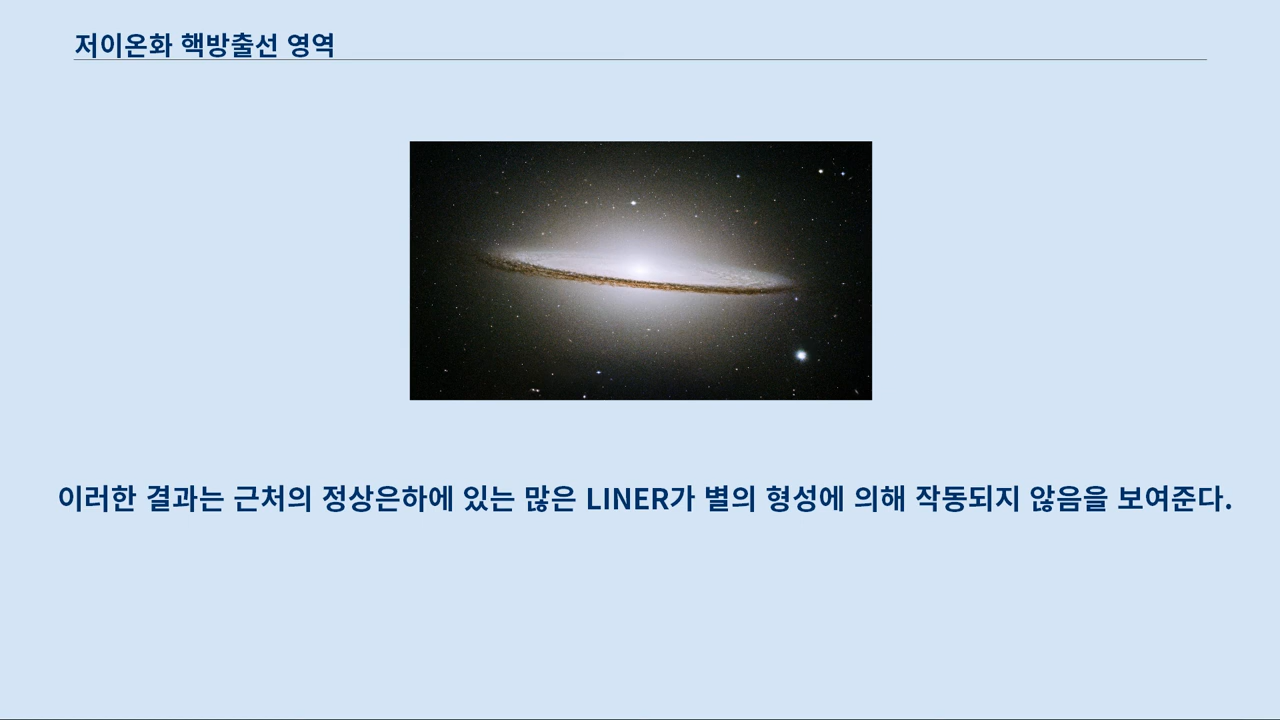 저이온화 핵방출선 영역
이러한 결과는 근처의 정상은하에 있는 많은 LINER가 별의 형성에 의해 작동되지 않음을 보여준다.